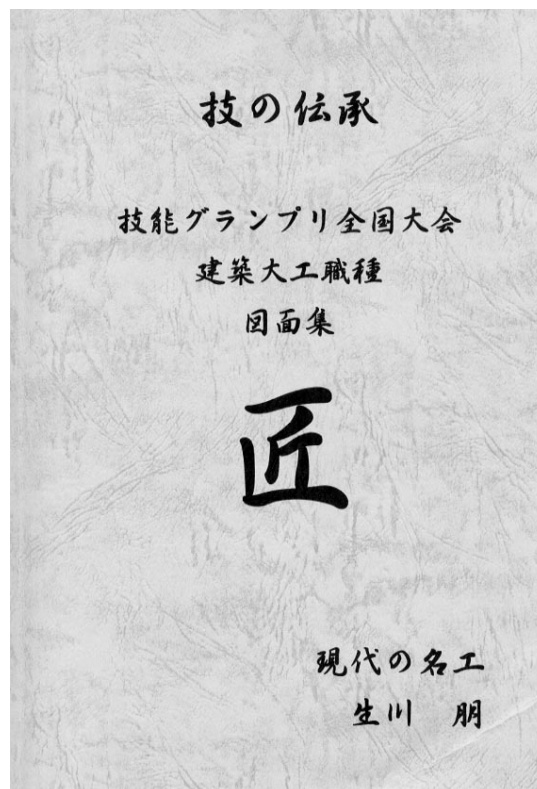 技の伝承
技能グランプリ全国大会
建築大工職種
図面集
匠
現代の名工
生川　朋